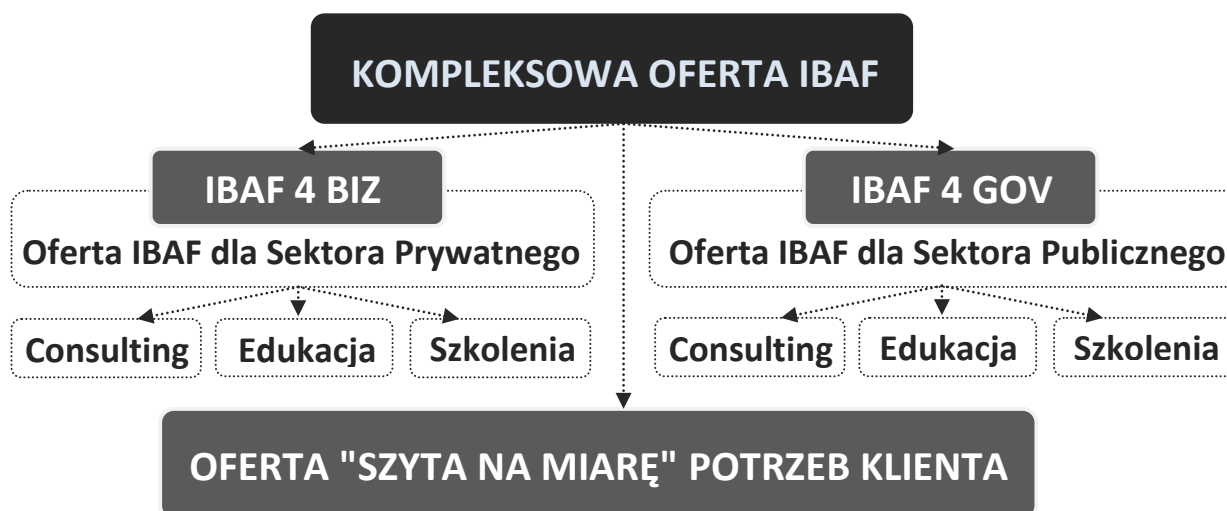 KOMPLEKSOWA OFERTA IBAF
IBAF 4 BIZ
Oferta IBAF dla Sektora Prywatnego
Consulting
Edukacja
Szkolenia
IBAF 4 GOV
Oferta IBAF dla Sektora Publicznego
Consulting
Edukacja
Szkolenia
OFERTA "SZYTA NA MIARĘ" POTRZEB KLIENTA